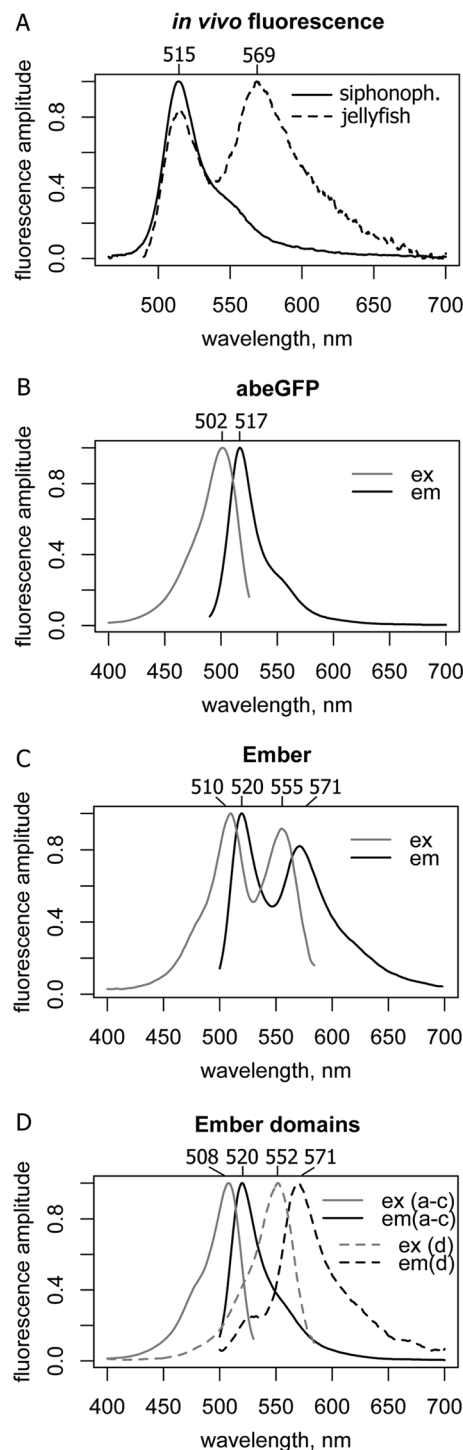 A
in vivo fluorescence
515 569
fluorescence amplitude
0.8
0.4
0.0
siphonoph.
jellyfish
500 550 600 650 700
wavelength, nm
B
abeGFP
502 517
fluorescence amplitude
0.8
0.4
0.0
ex
em
400 450 500 550 600 650 700
wavelength, nm
C
Ember
510 520 555 571
fluorescence amplitude
0.8
0.4
0.0
ex
em
400 450 500 550 600 650 700
wavelength, nm
D
Ember domains
508 520 552 571
fluorescence amplitude
0.8
0.4
0.0
ex (a-c)
em(a-c)
ex (d)
em(d)
400 450 500 550 600 650 700
wavelength, nm